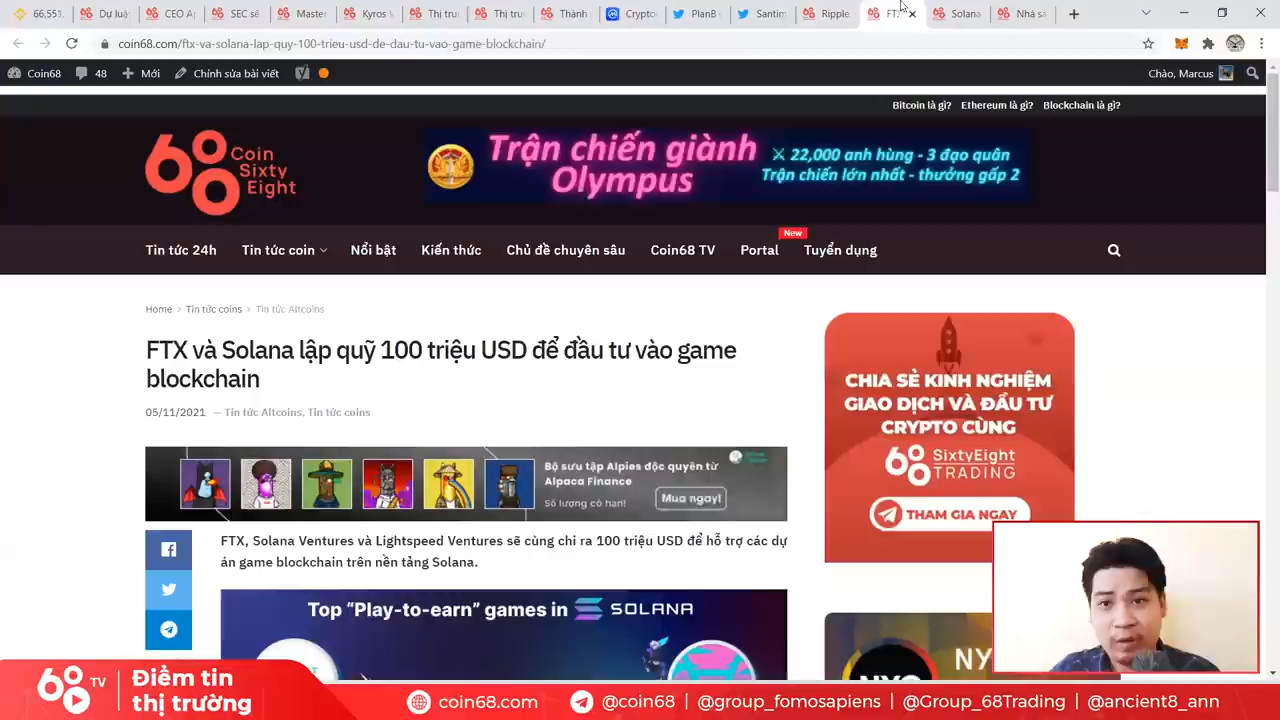 66,551
Dự luật
CEO Ap
SEC sẽ
Master
Kyros V
Thị trư
Thị trư
Thành
Crypto
PlanB
Santim
Ripple
FTX
Solana
Nhà sá
coin68.com/ftx-va-solana-lap-quy-100-trieu-usd-de-dau-tu-vao-game-blockchain/
Coin68
48
Mới
Chỉnh sửa bài viết
Chào, Marcus
Bitcoin là gì?
Ethereum là gì?
Blockchain là gì?
68 Coin
Sixty
Eight
Trận chiến giành
Olympus
22,000 anh hùng - 3 đạo quân
Trận chiến lớn nhất - thưởng gấp 2
New
Tin tức 24h
Tin tức coin
Nổi bật
Kiến thức
Chủ đề chuyên sâu
Coin68 TV
Portal
Tuyển dụng
Home > Tin tức coins > Tin tức Altcoins
FTX và Solana lập quỹ 100 triệu USD để đầu tư vào game
blockchain
05/11/2021 — Tin tức Altcoins, Tin tức coins
Bộ sưu tập Alpies độc quyền từ
Alpaca Finance
Số lượng có hạn!
Mua ngay!
FTX, Solana Ventures và Lightspeed Ventures sẽ cùng chi ra 100 triệu USD để hỗ trợ các dự
án game blockchain trên nền tảng Solana.
Top “Play-to-earn” games in SOLANA
CHIA SẺ KINH NGHIỆM
GIAO DỊCH VÀ ĐẦU TƯ
CRYPTO CÙNG
68 SixtyEight
TRADING
THAM GIA NGAY
68 TV
Điểm tin
thị trường
coin68.com
@coin68 | @group_fomosapiens | @Group_68Trading | @ancient8_ann